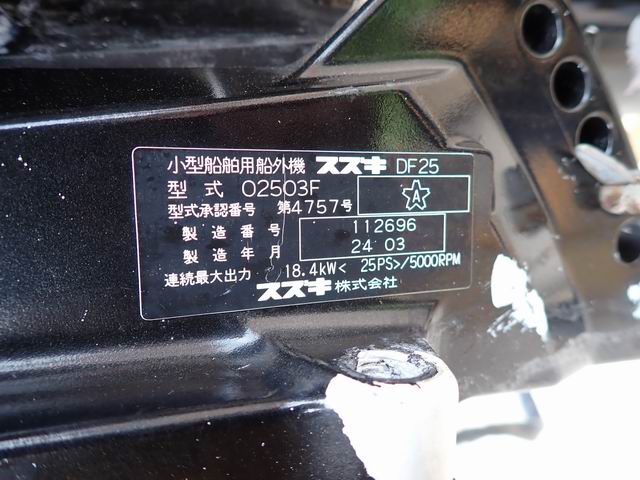 小型船舶用船外機 スズキ DF25
型式 02503F
A
型式承認番号 第4757号
製造番号 112696
製造年月 24 03
連続最大出力 18.4kW< 25PS>/5000RPM
スズキ株式会社